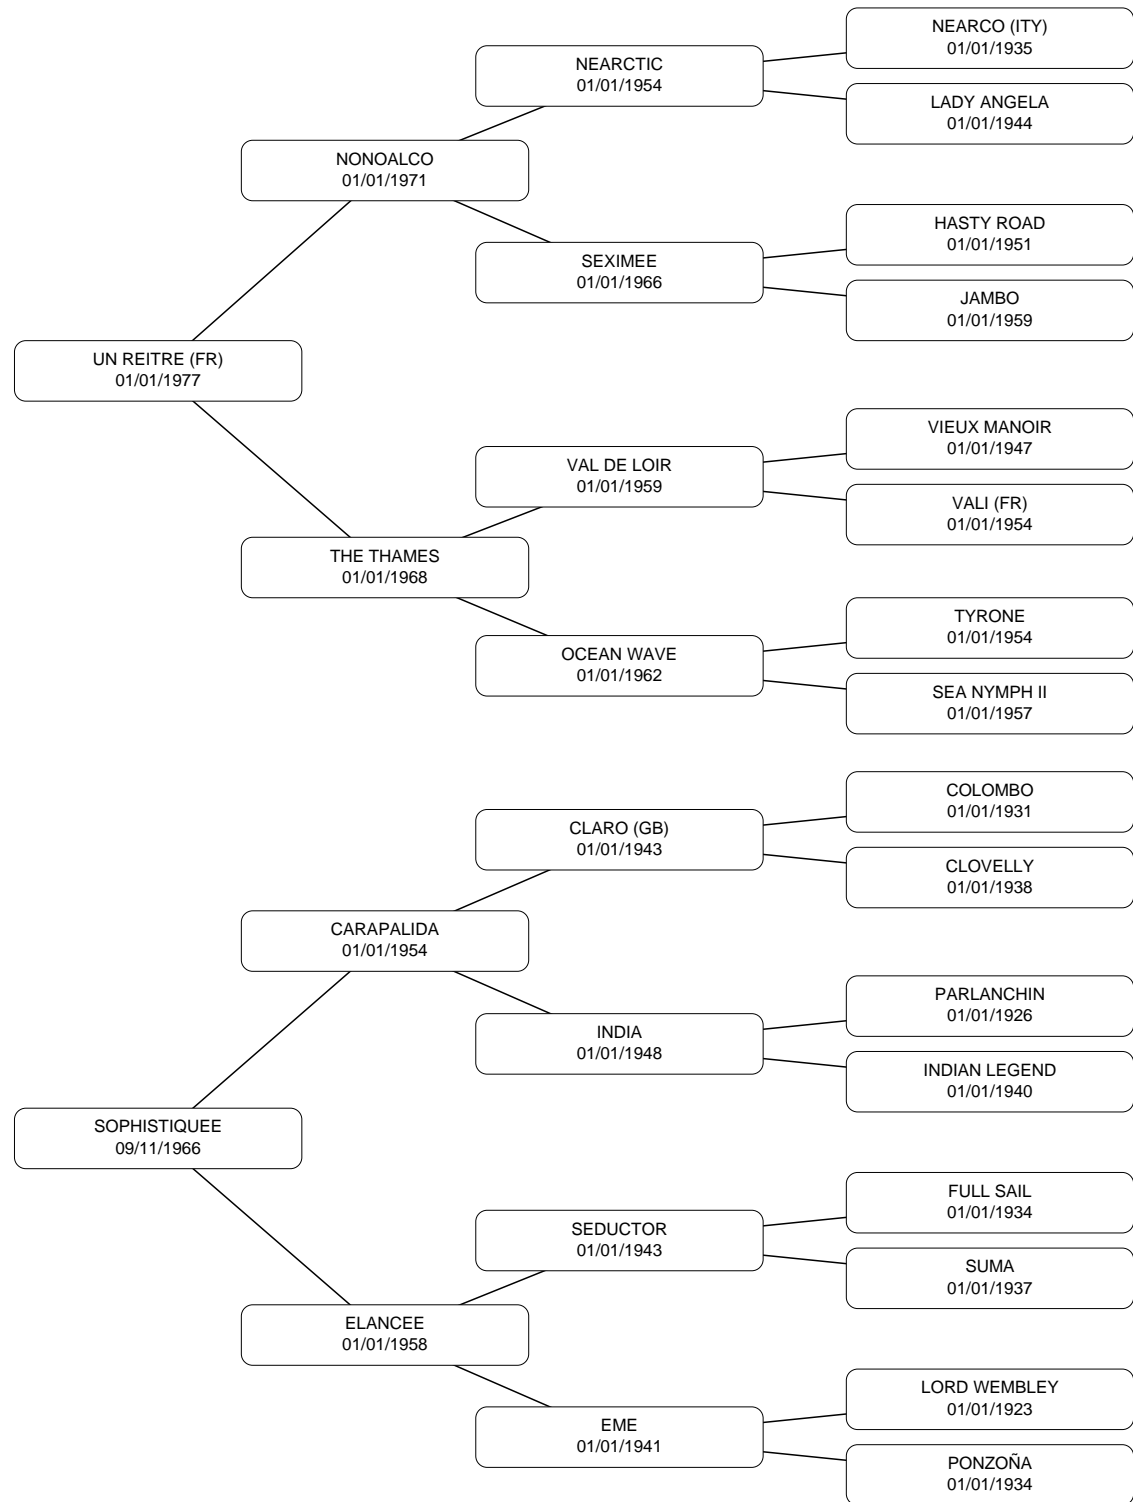 NEARCO (ITY)
01/01/1935
NEARCTIC
01/01/1954
LADY ANGELA
01/01/1944
NONOALCO
01/01/1971
HASTY ROAD
01/01/1951
SEXIMEE
01/01/1966
JAMBO
01/01/1959
UN REITRE (FR)
01/01/1977
VIEUX MANOIR
01/01/1947
VAL DE LOIR
01/01/1959
VALI (FR)
01/01/1954
THE THAMES
01/01/1968
TYRONE
01/01/1954
OCEAN WAVE
01/01/1962
SEA NYMPH II
01/01/1957
COLOMBO
01/01/1931
CLARO (GB)
01/01/1943
CLOVELLY
01/01/1938
CARAPALIDA
01/01/1954
PARLANCHIN
01/01/1926
INDIA
01/01/1948
INDIAN LEGEND
01/01/1940
SOPHISTIQUEE
09/11/1966
FULL SAIL
01/01/1934
SEDUCTOR
01/01/1943
SUMA
01/01/1937
ELANCEE
01/01/1958
LORD WEMBLEY
01/01/1923
EME
01/01/1941
PONZOÑA
01/01/1934